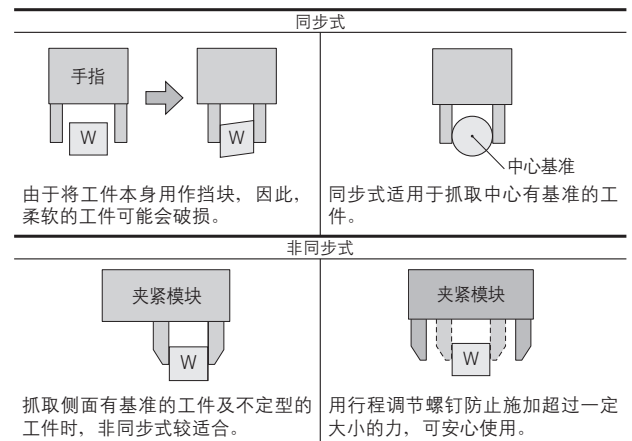 同步式
手指
W
W
中心基准
由于将工件本身用作挡块，因此，
柔软的工件可能会破损。
同步式适用于抓取中心有基准的工
件。
非同步式
夹紧模块
W
夹紧模块
W
抓取侧面有基准的工件及不定型的
工件时，非同步式较适合。
用行程调节螺钉防止施加超过一定
大小的力，可安心使用。